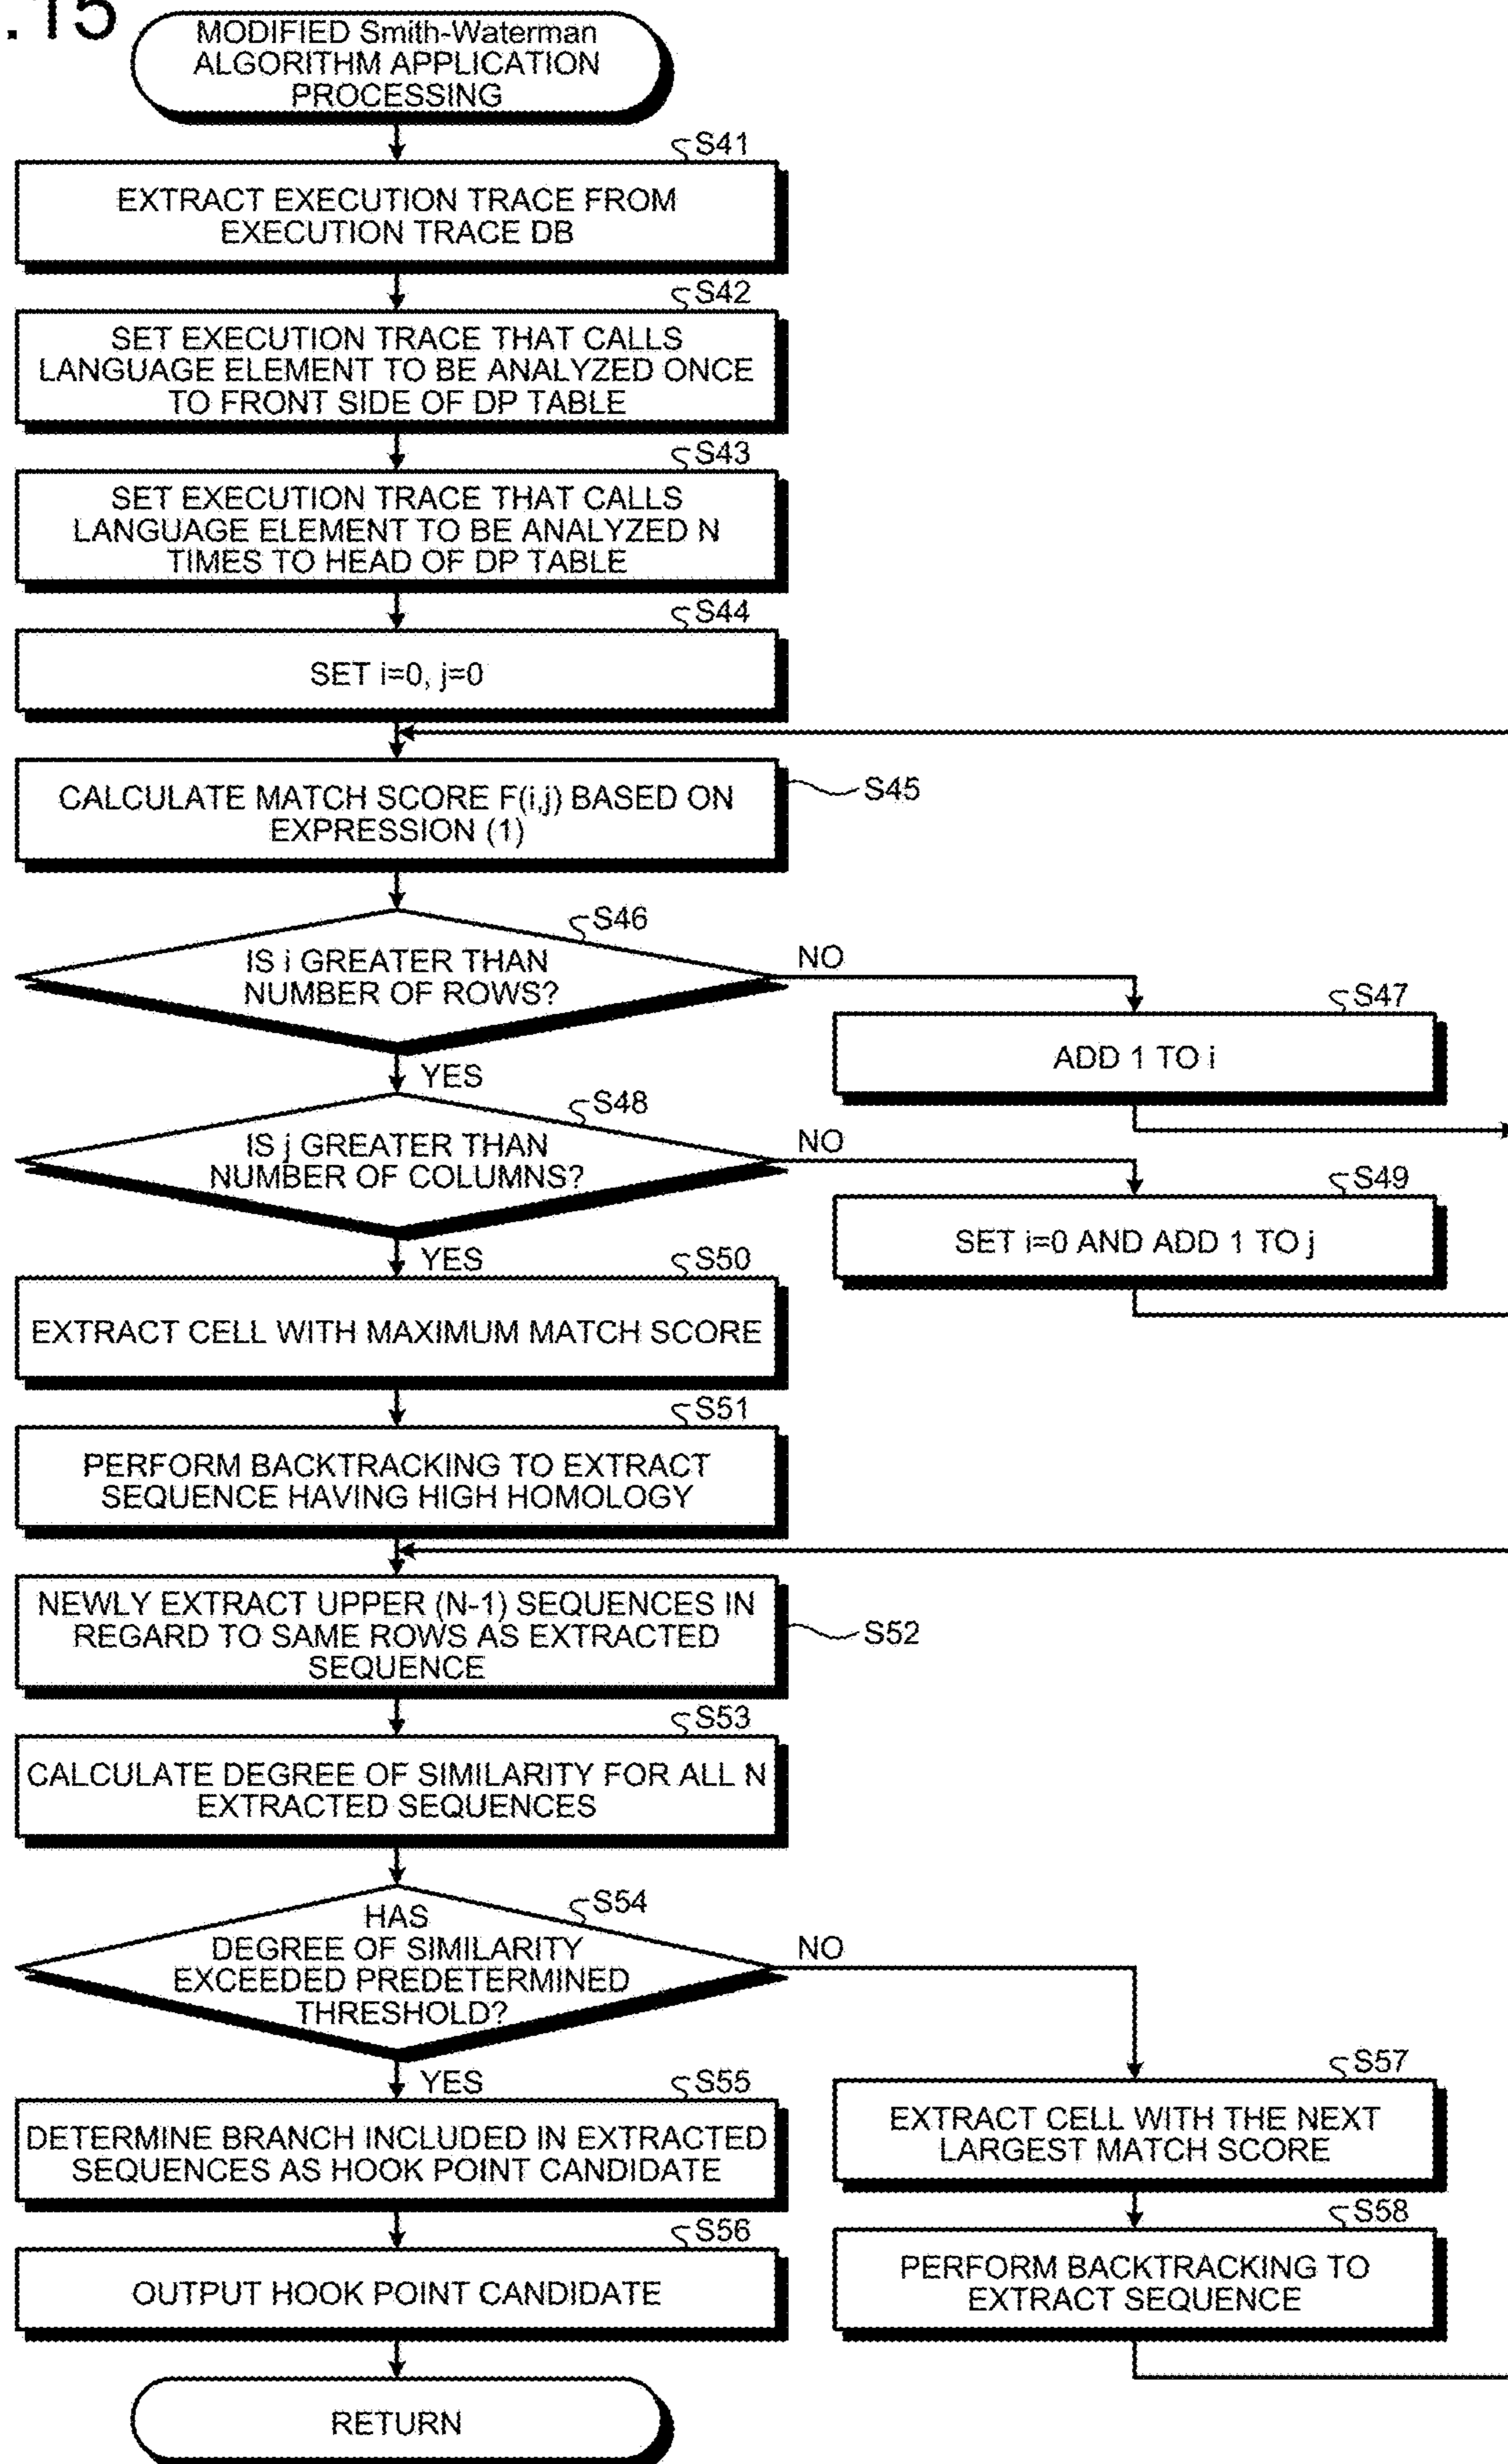 .15
MODIFIED Smith-Waterman
ALGORITHM APPLICATION
PROCESSING
S41
EXTRACT EXECUTION TRACE FROM
EXECUTION TRACE DB
S42
SET EXECUTION TRACE THAT CALLS
LANGUAGE ELEMENT TO BE ANALYZED ONCE
TO FRONT SIDE OF DP TABLE
S43
SET EXECUTION TRACE THAT CALLS
LANGUAGE ELEMENT TO BE ANALYZED N
TIMES TO HEAD OF DP TABLE
S44
SET i=0, j=0
CALCULATE MATCH SCORE F(i,j) BASED ON
EXPRESSION (1)
S45
S46
IS i GREATER THAN
NUMBER OF ROWS?
NO
YES
S47
ADD 1 TO i
S48
IS j GREATER THAN
NUMBER OF COLUMNS?
NO
YES
S49
SET i=0 AND ADD 1 TO j
S50
EXTRACT CELL WITH MAXIMUM MATCH SCORE
S51
PERFORM BACKTRACKING TO EXTRACT
SEQUENCE HAVING HIGH HOMOLOGY
NEWLY EXTRACT UPPER (N-1) SEQUENCES IN
REGARD TO SAME ROWS AS EXTRACTED
SEQUENCE
S52
S53
CALCULATE DEGREE OF SIMILARITY FOR ALL N
EXTRACTED SEQUENCES
S54
HAS
DEGREE OF SIMILARITY
EXCEEDED PREDETERMINED
THRESHOLD?
NO
YES
S55
DETERMINE BRANCH INCLUDED IN EXTRACTED
SEQUENCES AS HOOK POINT CANDIDATE
S56
OUTPUT HOOK POINT CANDIDATE
S57
EXTRACT CELL WITH THE NEXT
LARGEST MATCH SCORE
S58
PERFORM BACKTRACKING TO
EXTRACT SEQUENCE
RETURN